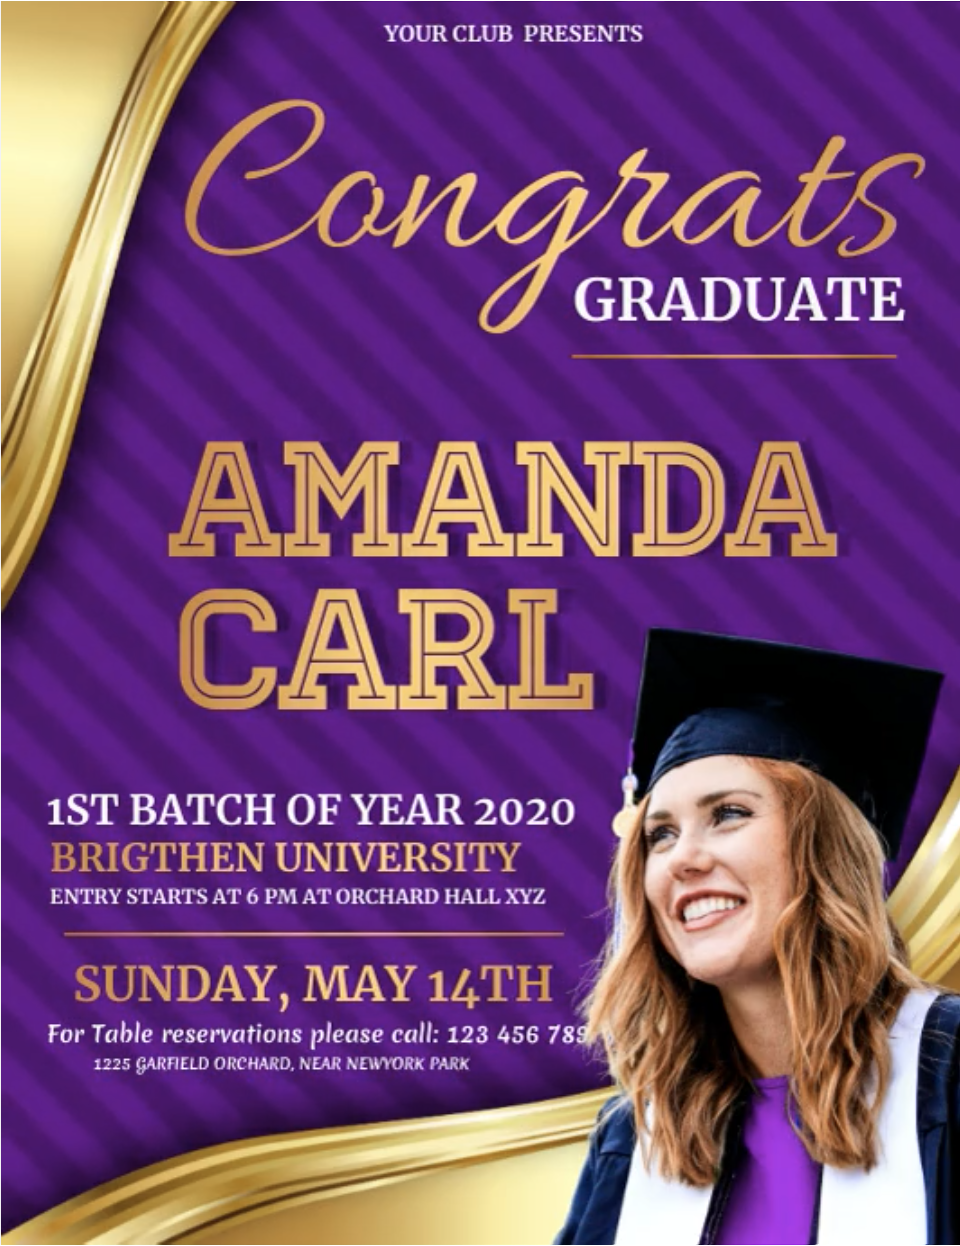 YOUR CLUB PRESENTS
Congrats
GRADUATE
AMANDA
CARL
1ST BATCH OF YEAR 2020
BRIGTHEN UNIVERSITY
ENTRY STARTS AT 6 PM AT ORCHARD HALL XYZ
SUNDAY, MAY 14TH
For Table reservations please call: 123 456 789
1225 GARFIELD ORCHARD, NEAR NEWYORK PARK